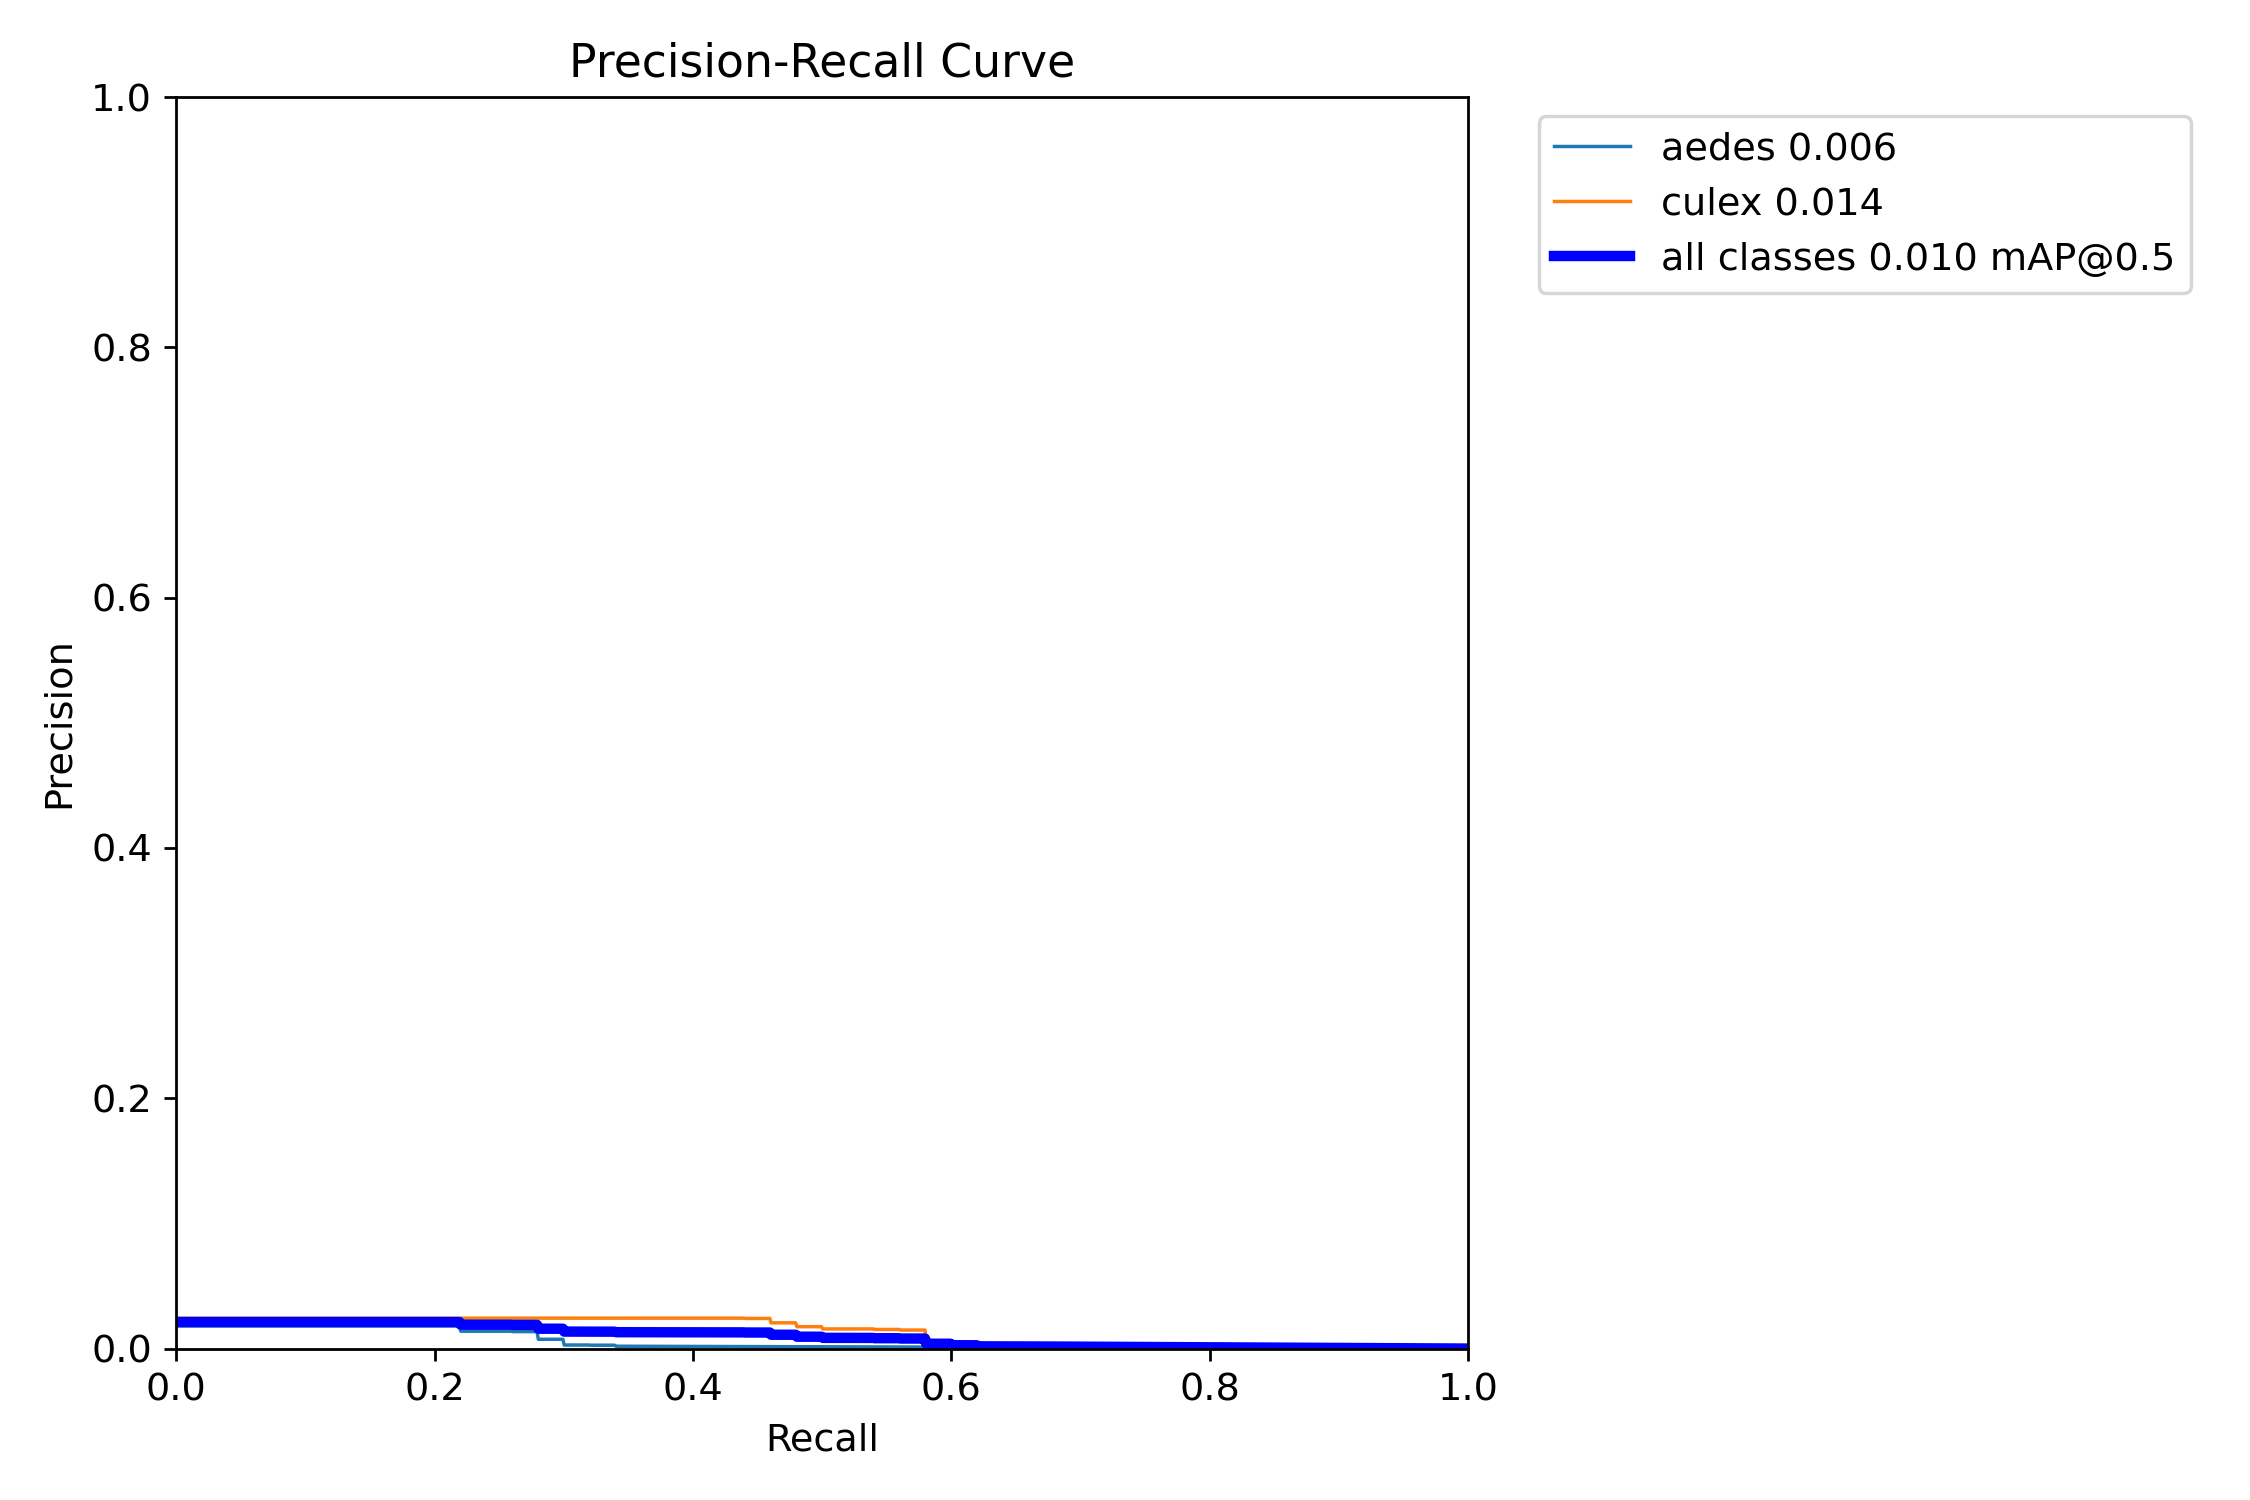 Precision-Recall Curve
1.0
0.8
0.6
0.4
0.2
0.0
Precision
0.0 0.2 0.4 0.6 0.8 1.0
Recall
aedes 0.006
culex 0.014
all classes 0.010 mAP@0.5